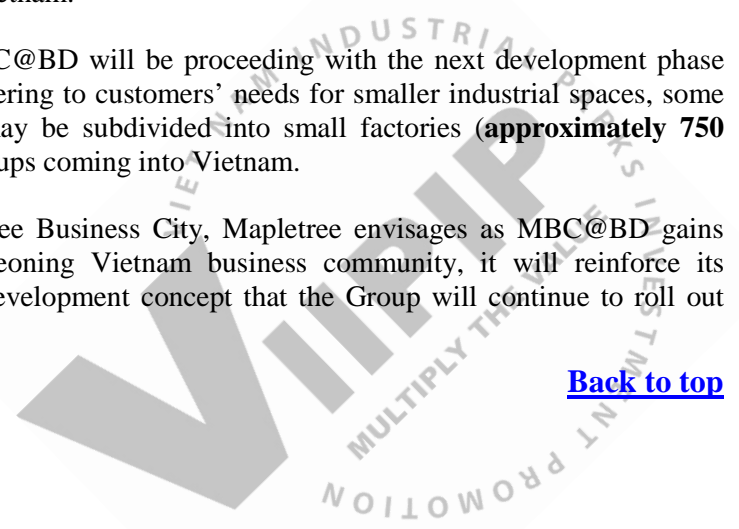 C@BD will be proceeding with the next development phase
ering to customers’ needs for smaller industrial spaces, some
ay be subdivided into small factories (approximately 750
ups coming into Vietnam.
ee Business City, Mapletree envisages as MBC@BD gains
eoning Vietnam business community, it will reinforce its
evelopment concept that the Group will continue to roll out
Back to top
VIETNAM INDUSTRIAL PARKS INVESTMENT PROMOTION
VIIPIP
MULTIPLY THE VALUE